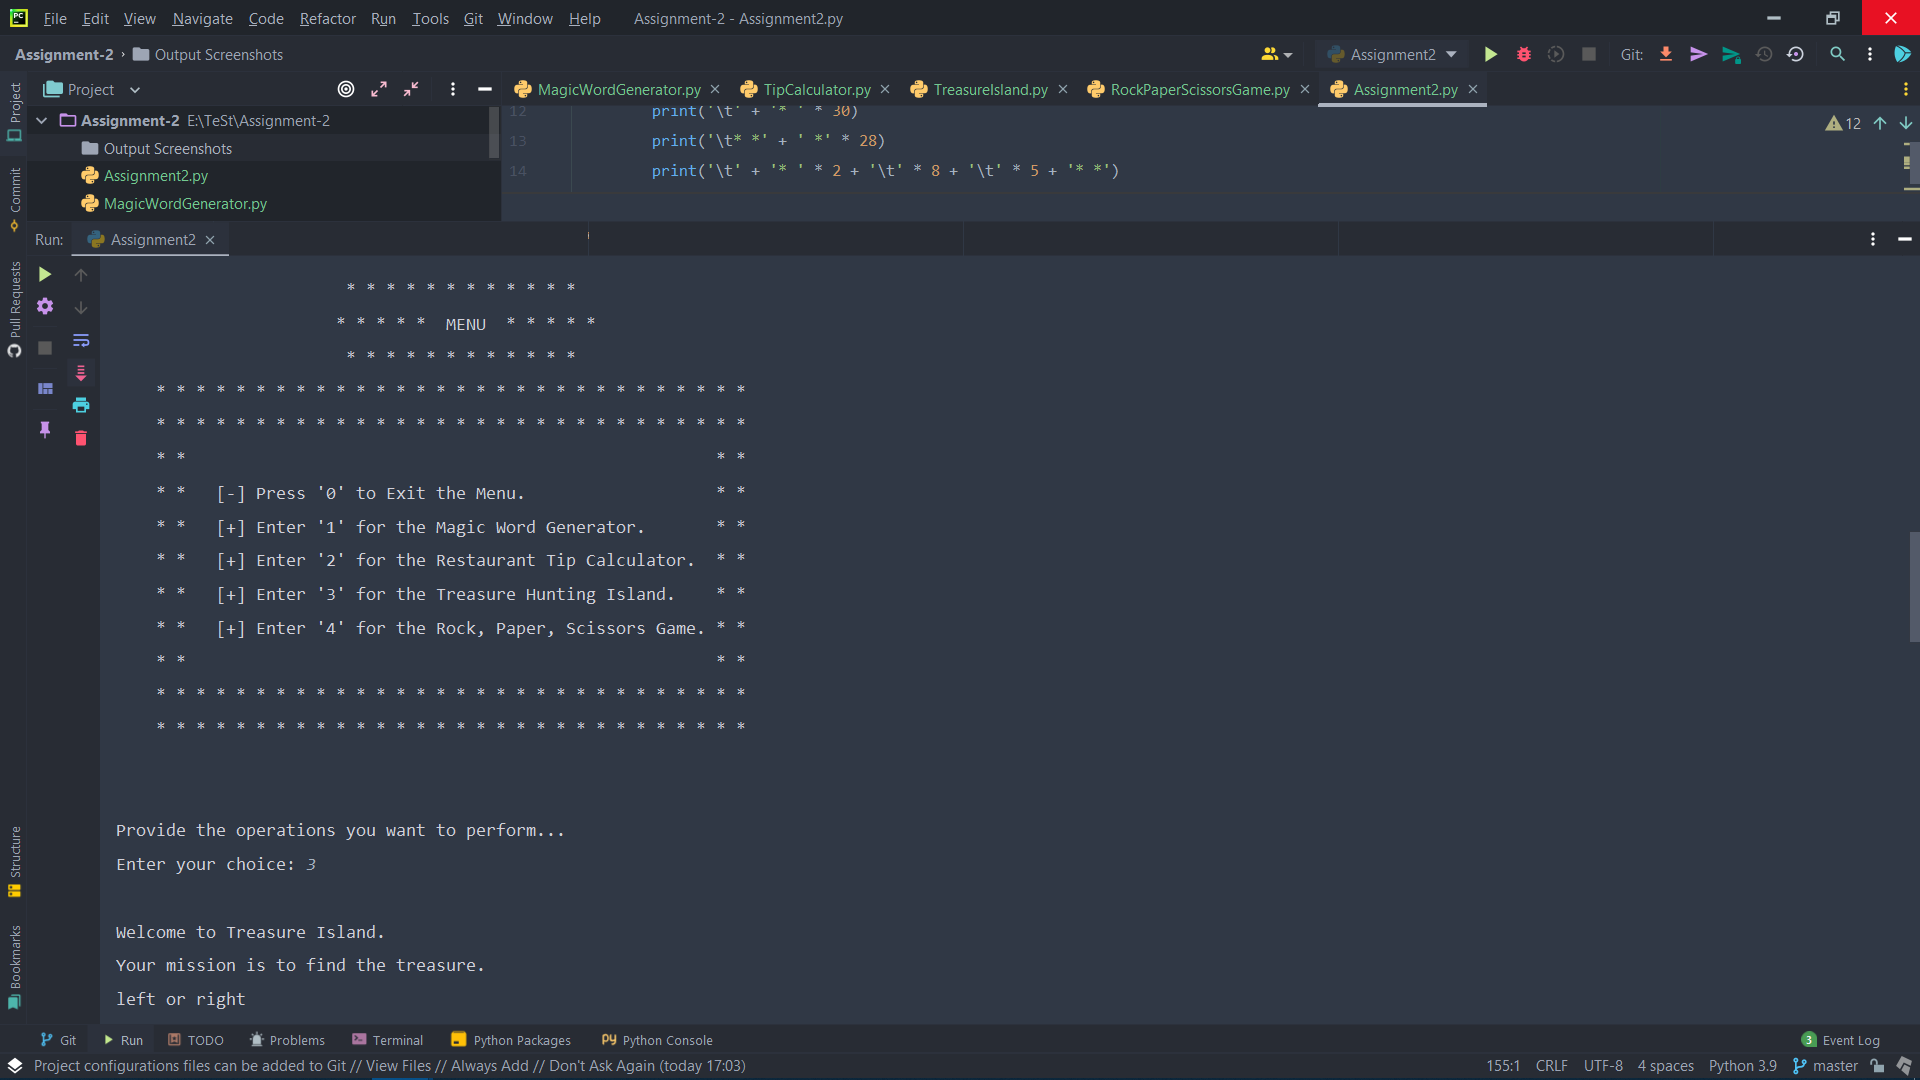 PC File Edit View Navigate Code Refactor Run Tools Git Window Help Assignment-2 - Assignment2.py
Assignment-2 › Output Screenshots Assignment2 Git:
Project MagicWordGenerator.py TipCalculator.py TreasureIsland.py RockPaperScissorsGame.py Assignment2.py
Assignment-2 E:\TeSt\Assignment-2
Output Screenshots
Assignment2.py
MagicWordGenerator.py
12 print('\t' + '* ' * 30)
13 print('\t* *' + ' *' * 28)
14 print('\t' + '* ' * 2 + '\t' * 8 + '\t' * 5 + '* *')
12
Project
Commit
Pull Requests
Structure
Bookmarks
Run: Assignment2
* * * * * * * * * * * *
* * * * *  MENU  * * * * *
* * * * * * * * * * * *
* * * * * * * * * * * * * * * * * * * * * * * * * * * * * *
* * * * * * * * * * * * * * * * * * * * * * * * * * * * * *
* * * *
* * [-] Press '0' to Exit the Menu. * *
* * [+] Enter '1' for the Magic Word Generator. * *
* * [+] Enter '2' for the Restaurant Tip Calculator. * *
* * [+] Enter '3' for the Treasure Hunting Island. * *
* * [+] Enter '4' for the Rock, Paper, Scissors Game. * *
* * * *
* * * * * * * * * * * * * * * * * * * * * * * * * * * * * *
* * * * * * * * * * * * * * * * * * * * * * * * * * * * * *
Provide the operations you want to perform...
Enter your choice: 3
Welcome to Treasure Island.
Your mission is to find the treasure.
left or right
Git Run TODO Problems Terminal Python Packages Python Console 3 Event Log
Project configurations files can be added to Git // View Files // Always Add // Don't Ask Again (today 17:03) 155:1 CRLF UTF-8 4 spaces Python 3.9 master